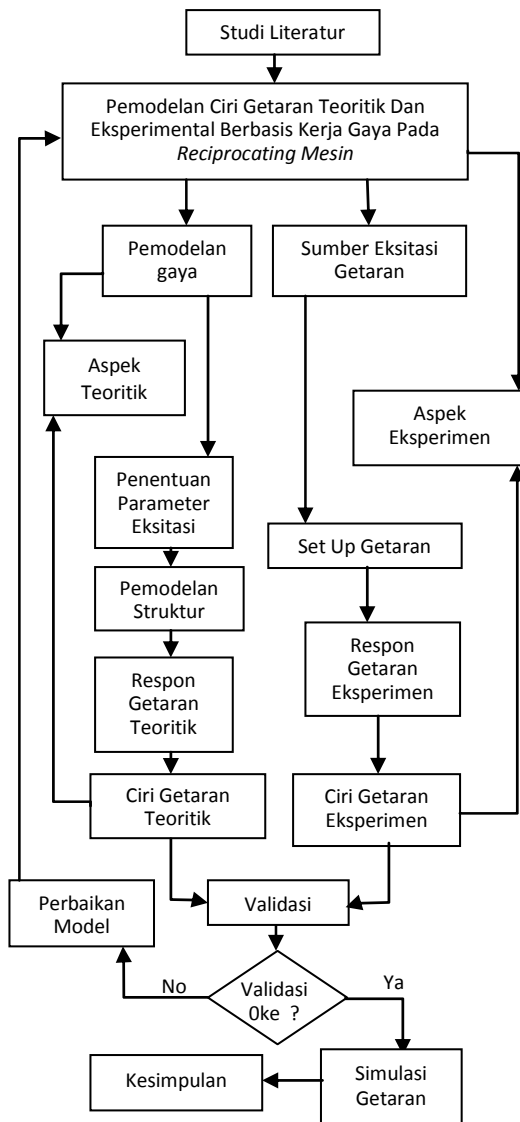 Studi Literatur
Pemodelan Ciri Getaran Teoritik Dan
Eksperimental Berbasis Kerja Gaya Pada
Reciprocating Mesin
Pemodelan
gaya
Sumber Eksitasi
Getaran
Aspek
Teoritik
Aspek
Eksperimen
Penentuan
Parameter
Eksitasi
Set Up Getaran
Pemodelan
Struktur
Respon
Getaran
Eksperimen
Respon
Getaran
Teoritik
Ciri Getaran
Teoritik
Ciri Getaran
Eksperimen
Perbaikan
Model
Validasi
No
Validasi
0ke ?
Ya
Kesimpulan
Simulasi
Getaran